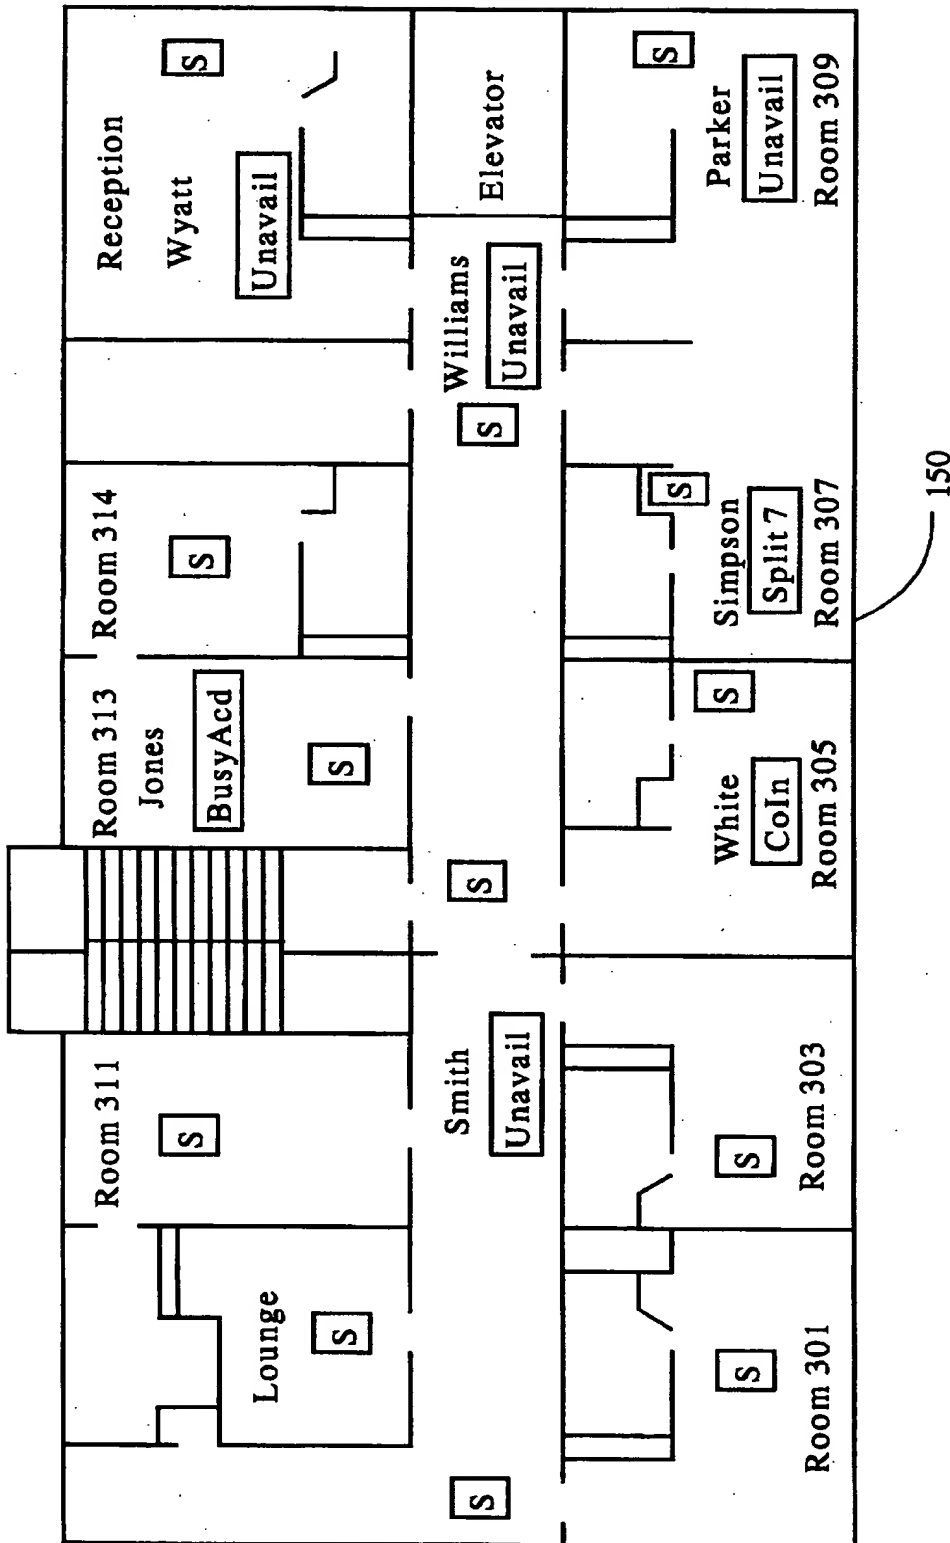 Lounge
S
Room 311
S
Room 313
Jones
BusyAcd
S
Room 314
S
Reception
Wyatt
Unavail
S
S
Smith
Unavail
S
S
Williams
Unavail
Elevator
S
Room 301
S
Room 303
S
White
CoIn
Room 305
S
Simpson
Split 7
Room 307
S
Parker
Unavail
Room 309
150